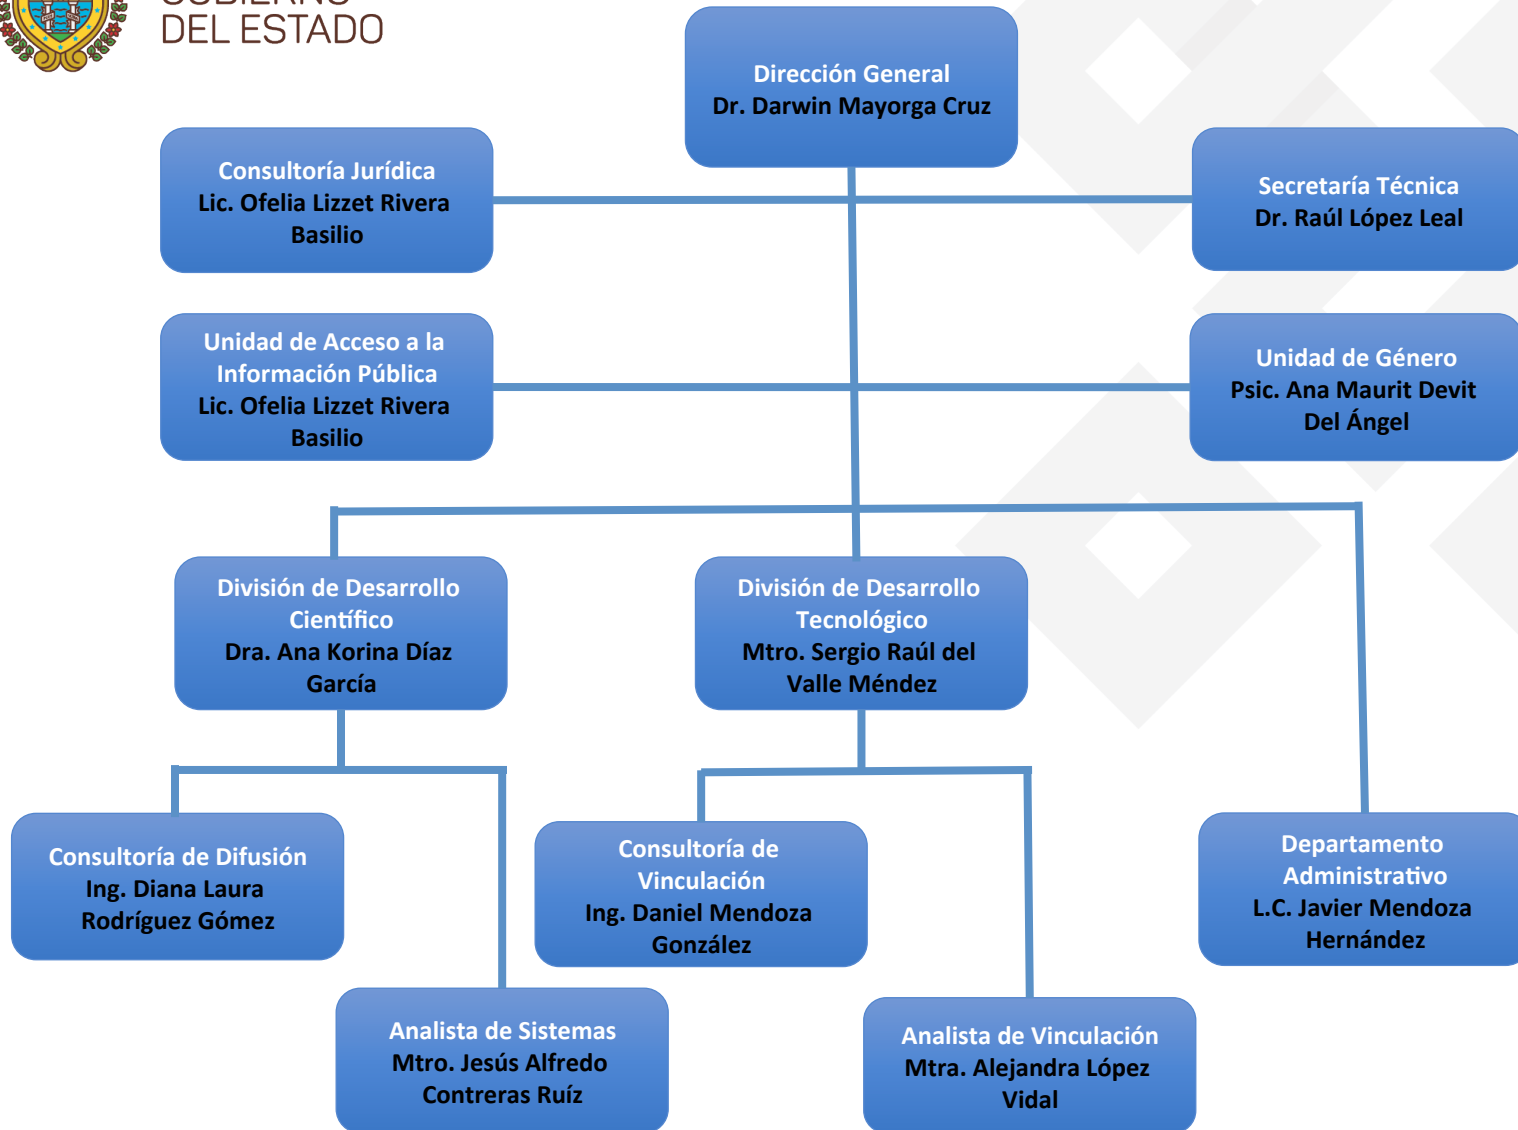 GOBIERNO
DEL ESTADO
Dirección General
Dr. Darwin Mayorga Cruz
Consultoría Jurídica
Lic. Ofelia Lizzet Rivera
Basilio
Secretaría Técnica
Dr. Raúl López Leal
Unidad de Acceso a la
Información Pública
Lic. Ofelia Lizzet Rivera
Basilio
Unidad de Género
Psic. Ana Maurit Devit
Del Ángel
División de Desarrollo
Científico
Dra. Ana Korina Díaz
García
División de Desarrollo
Tecnológico
Mtro. Sergio Raúl del
Valle Méndez
Consultoría de Difusión
Ing. Diana Laura
Rodríguez Gómez
Consultoría de
Vinculación
Ing. Daniel Mendoza
González
Departamento
Administrativo
L.C. Javier Mendoza
Hernández
Analista de Sistemas
Mtro. Jesús Alfredo
Contreras Ruíz
Analista de Vinculación
Mtra. Alejandra López
Vidal